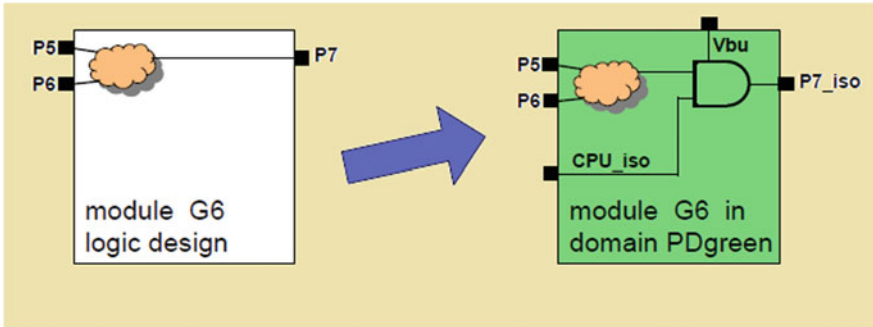 P5
P6
P7
module G6
logic design
Vbu
P5
P6
P7_iso
CPU_iso
module G6 in
domain PDgreen